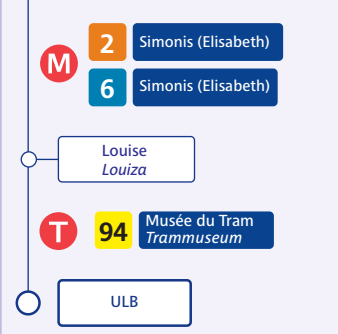 M
2 Simonis (Elisabeth)
6 Simonis (Elisabeth)
Louise
Louiza
T
94 Musée du Tram
Trammuseum
ULB